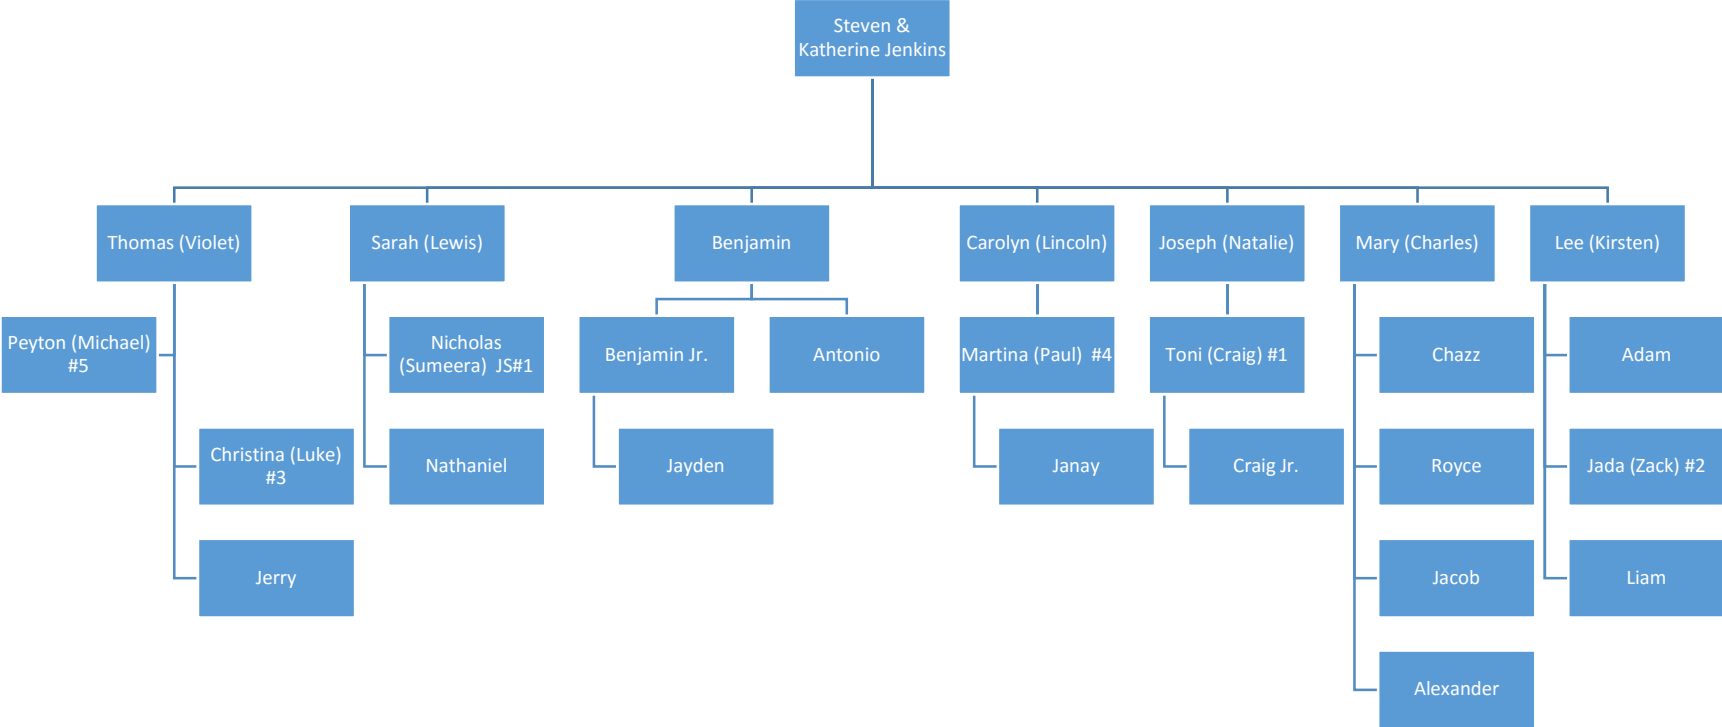 Steven &
Katherine Jenkins
Thomas (Violet)
Sarah (Lewis)
Benjamin
Carolyn (Lincoln)
Joseph (Natalie)
Mary (Charles)
Lee (Kirsten)
Peyton (Michael)
#5
Nicholas
(Sumeera)  JS#1
Benjamin Jr.
Antonio
Martina (Paul)  #4
Toni (Craig) #1
Chazz
Adam
Christina (Luke)
#3
Nathaniel
Jayden
Janay
Craig Jr.
Royce
Jada (Zack) #2
Jerry
Jacob
Liam
Alexander